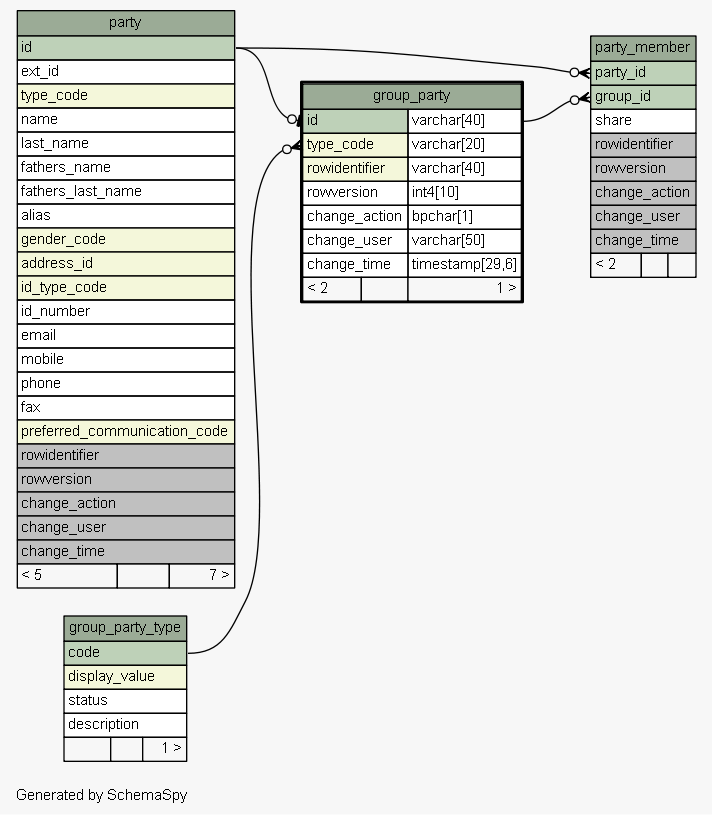 party
id
ext_id
type_code
name
last_name
fathers_name
fathers_last_name
alias
gender_code
address_id
id_type_code
id_number
email
mobile
phone
fax
preferred_communication_code
rowidentifier
rowversion
change_action
change_user
change_time
< 5 7 >
group_party
id varchar[40]
type_code varchar[20]
rowidentifier varchar[40]
rowversion int4[10]
change_action bpchar[1]
change_user varchar[50]
change_time timestamp[29,6]
< 2 1 >
party_member
party_id
group_id
share
rowidentifier
rowversion
change_action
change_user
change_time
< 2
group_party_type
code
display_value
status
description
1 >
Generated by SchemaSpy